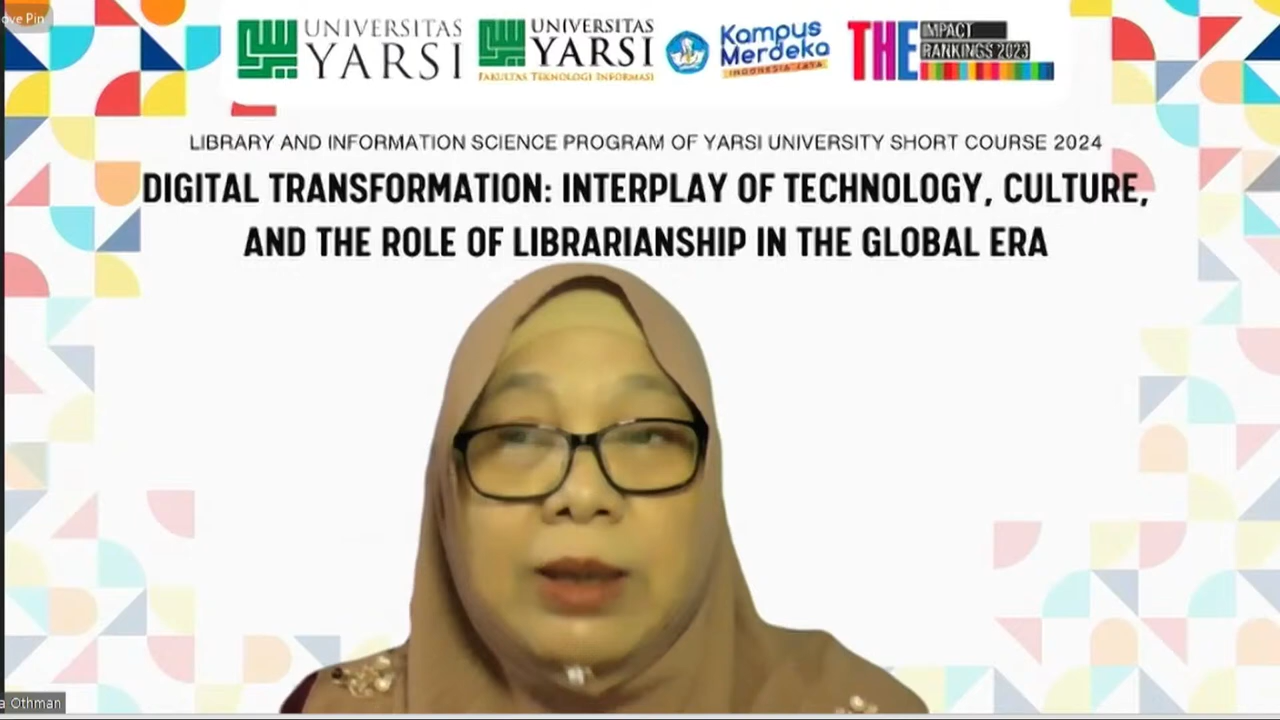 ove Pin
UNIVERSITAS
YARSI
UNIVERSITAS
YARSI
FAKULTAS TEKNOLOGI INFORMASI
Kampus
Merdeka
INDONESIA JAYA
THE IMPACT
RANKINGS 2023
LIBRARY AND INFORMATION SCIENCE PROGRAM OF YARSI UNIVERSITY SHORT COURSE 2024
DIGITAL TRANSFORMATION: INTERPLAY OF TECHNOLOGY, CULTURE,
AND THE ROLE OF LIBRARIANSHIP IN THE GLOBAL ERA
a Othman